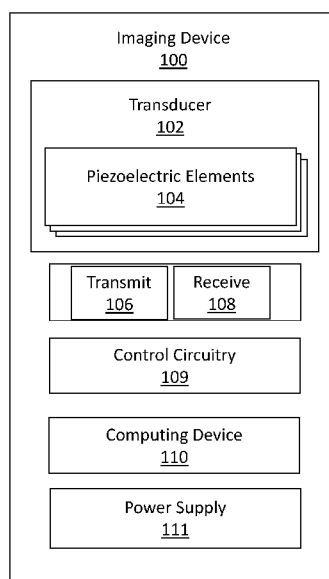 Imaging Device
100
Transducer
102
Piezoelectric Elements
104
Transmit
106
Receive
108
Control Circuitry
109
Computing Device
110
Power Supply
111